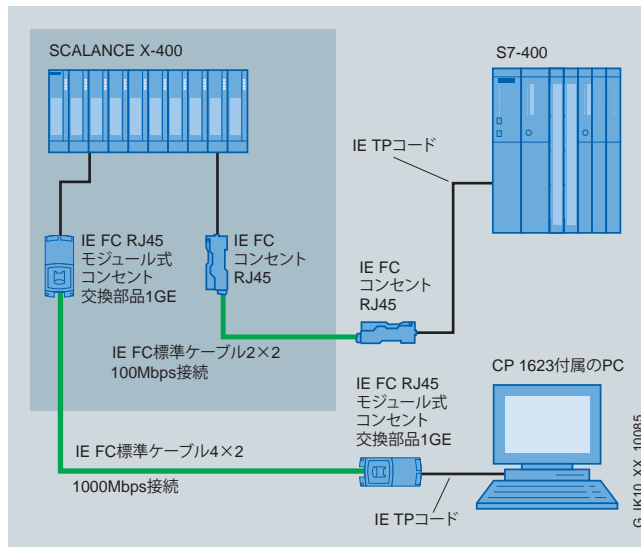 SCALANCE X-400
S7-400
IE TPコード
IE FC RJ45
モジュール式
コンセント
交換部品1GE
IE FC
コンセント
RJ45
IE FC
コンセント
RJ45
IE FC標準ケーブル2×2
100Mbps接続
CP 1623付属のPC
IE FC RJ45
モジュール式
コンセント
交換部品1GE
IE FC標準ケーブル4×2
1000Mbps接続
IE TPコード
G_IK10_XX_10085